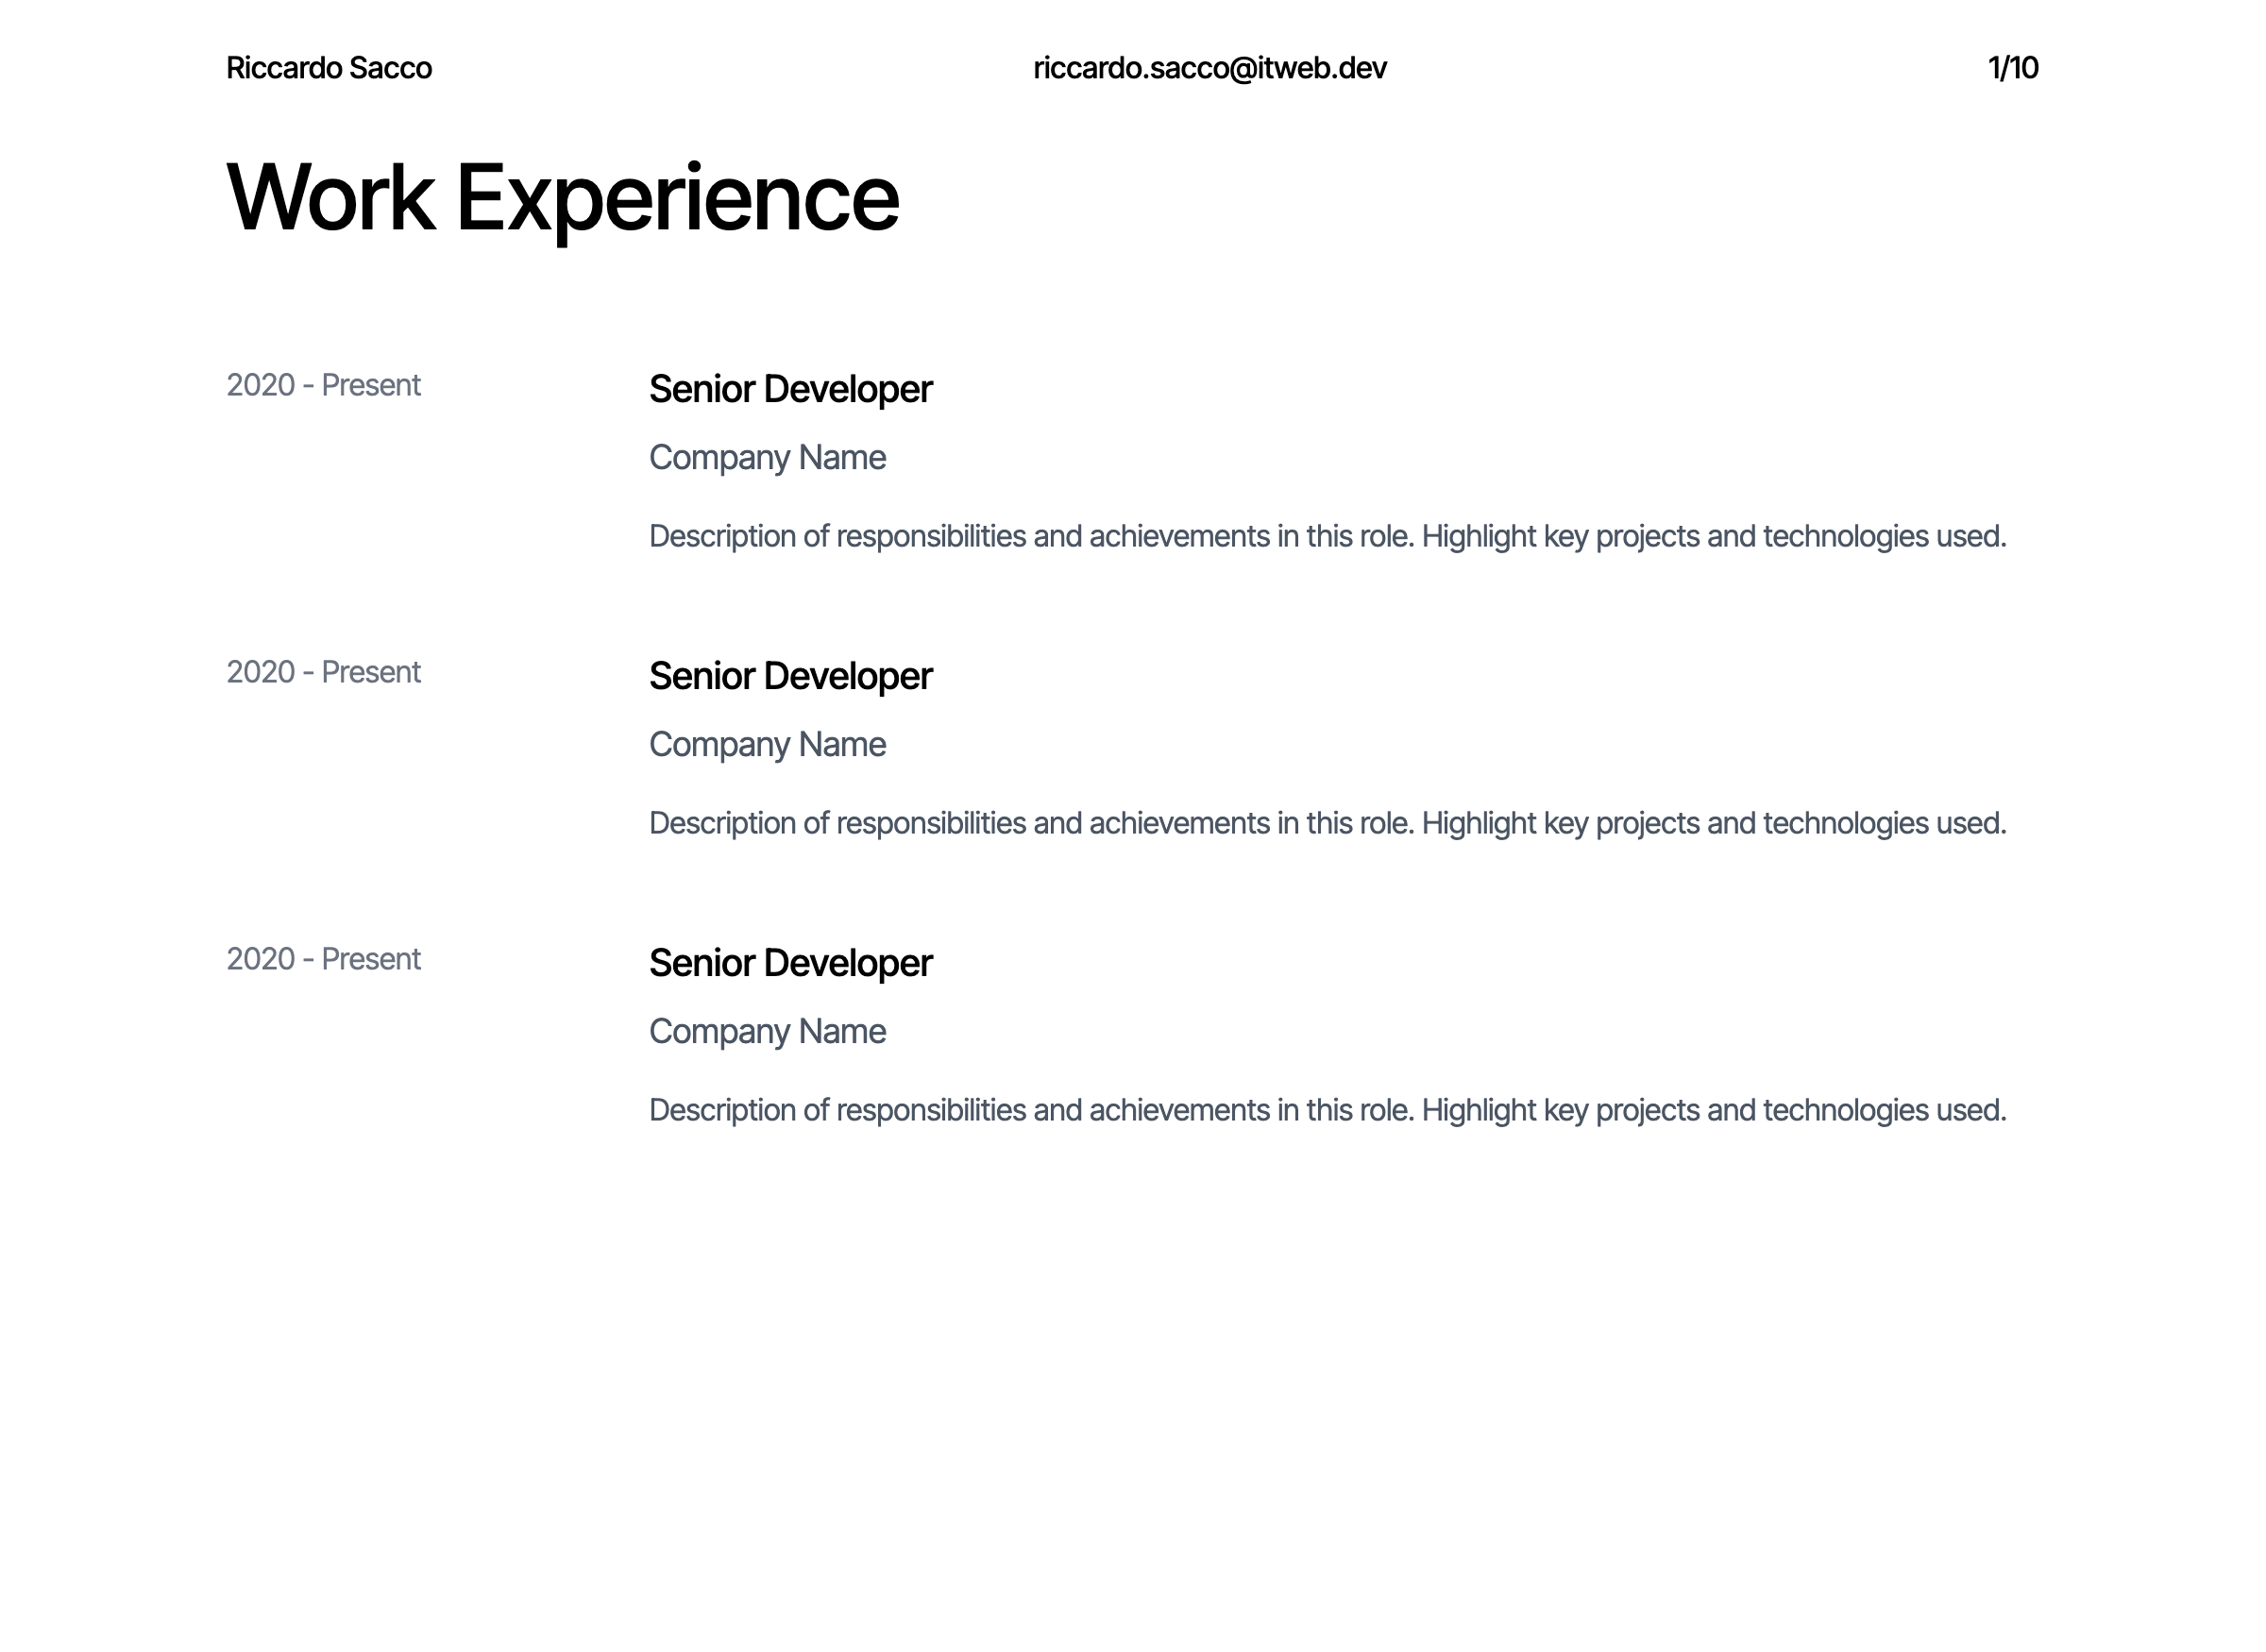 Riccardo Sacco
riccardo.sacco@itweb.dev
1/10
Work Experience
2020 - Present
Senior Developer
Company Name
Description of responsibilities and achievements in this role. Highlight key projects and technologies used.
2020 - Present
Senior Developer
Company Name
Description of responsibilities and achievements in this role. Highlight key projects and technologies used.
2020 - Present
Senior Developer
Company Name
Description of responsibilities and achievements in this role. Highlight key projects and technologies used.